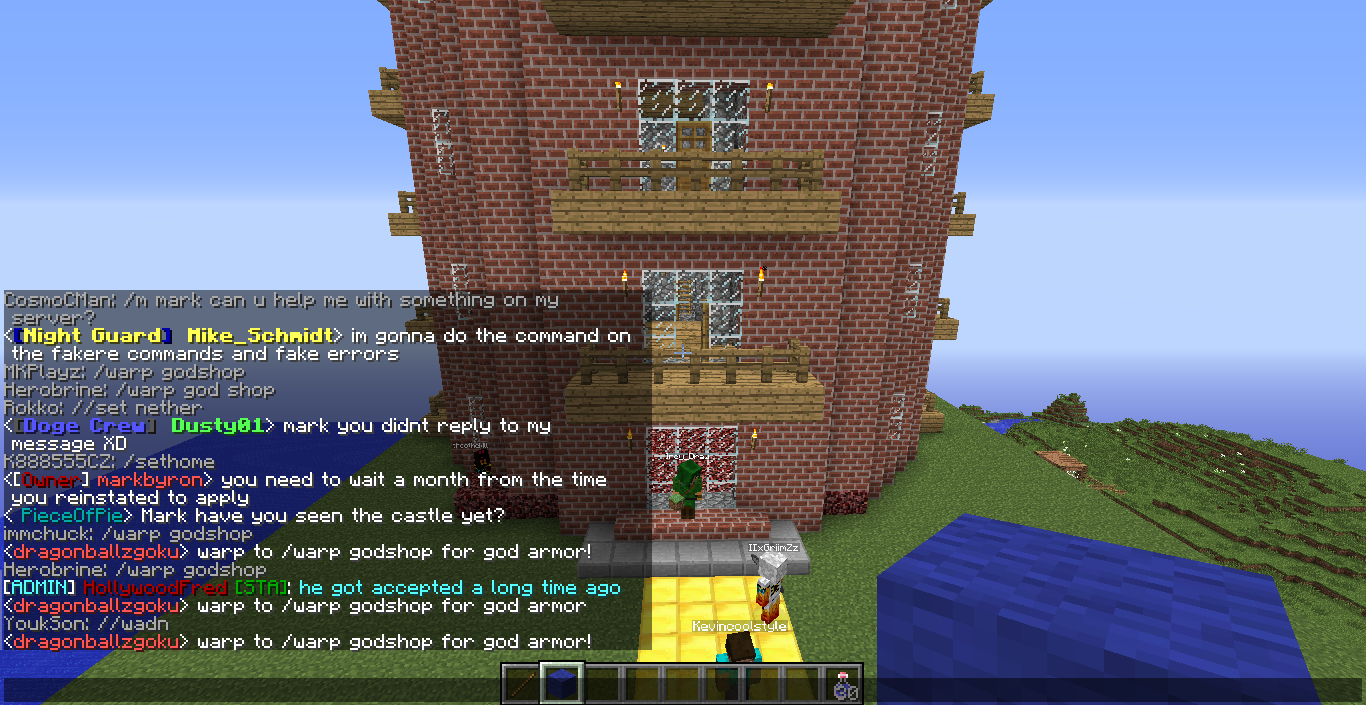 CosmoCMan: /m mark can u help me with something on my
server?
<[Night Guard] Mike_Schmidt> im gonna do the command on
the fakere commands and fake errors
MKPlayz: /warp godshop
Herobrine: /warp god shop
Rokko: //set nether
<[Doge Crew] Dusty01> mark you didnt reply to my
message XD
K888555CZ: /sethome
<[Owner] markbyron> you need to wait a month from the time
you reinstated to apply
< PieceOfPie> Mark have you seen the castle yet?
immchuck: /warp godshop
<dragonballzgoku> warp to /warp godshop for god armor!
Herobrine: /warp godshop
[ADMIN] HollywoodFred [STA]: he got accepted a long time ago
<dragonballzgoku> warp to /warp godshop for god armor
YoukSon: //wadn
<dragonballzgoku> warp to /warp godshop for god armor!
IIxGriimZz
Kevincoolstyle